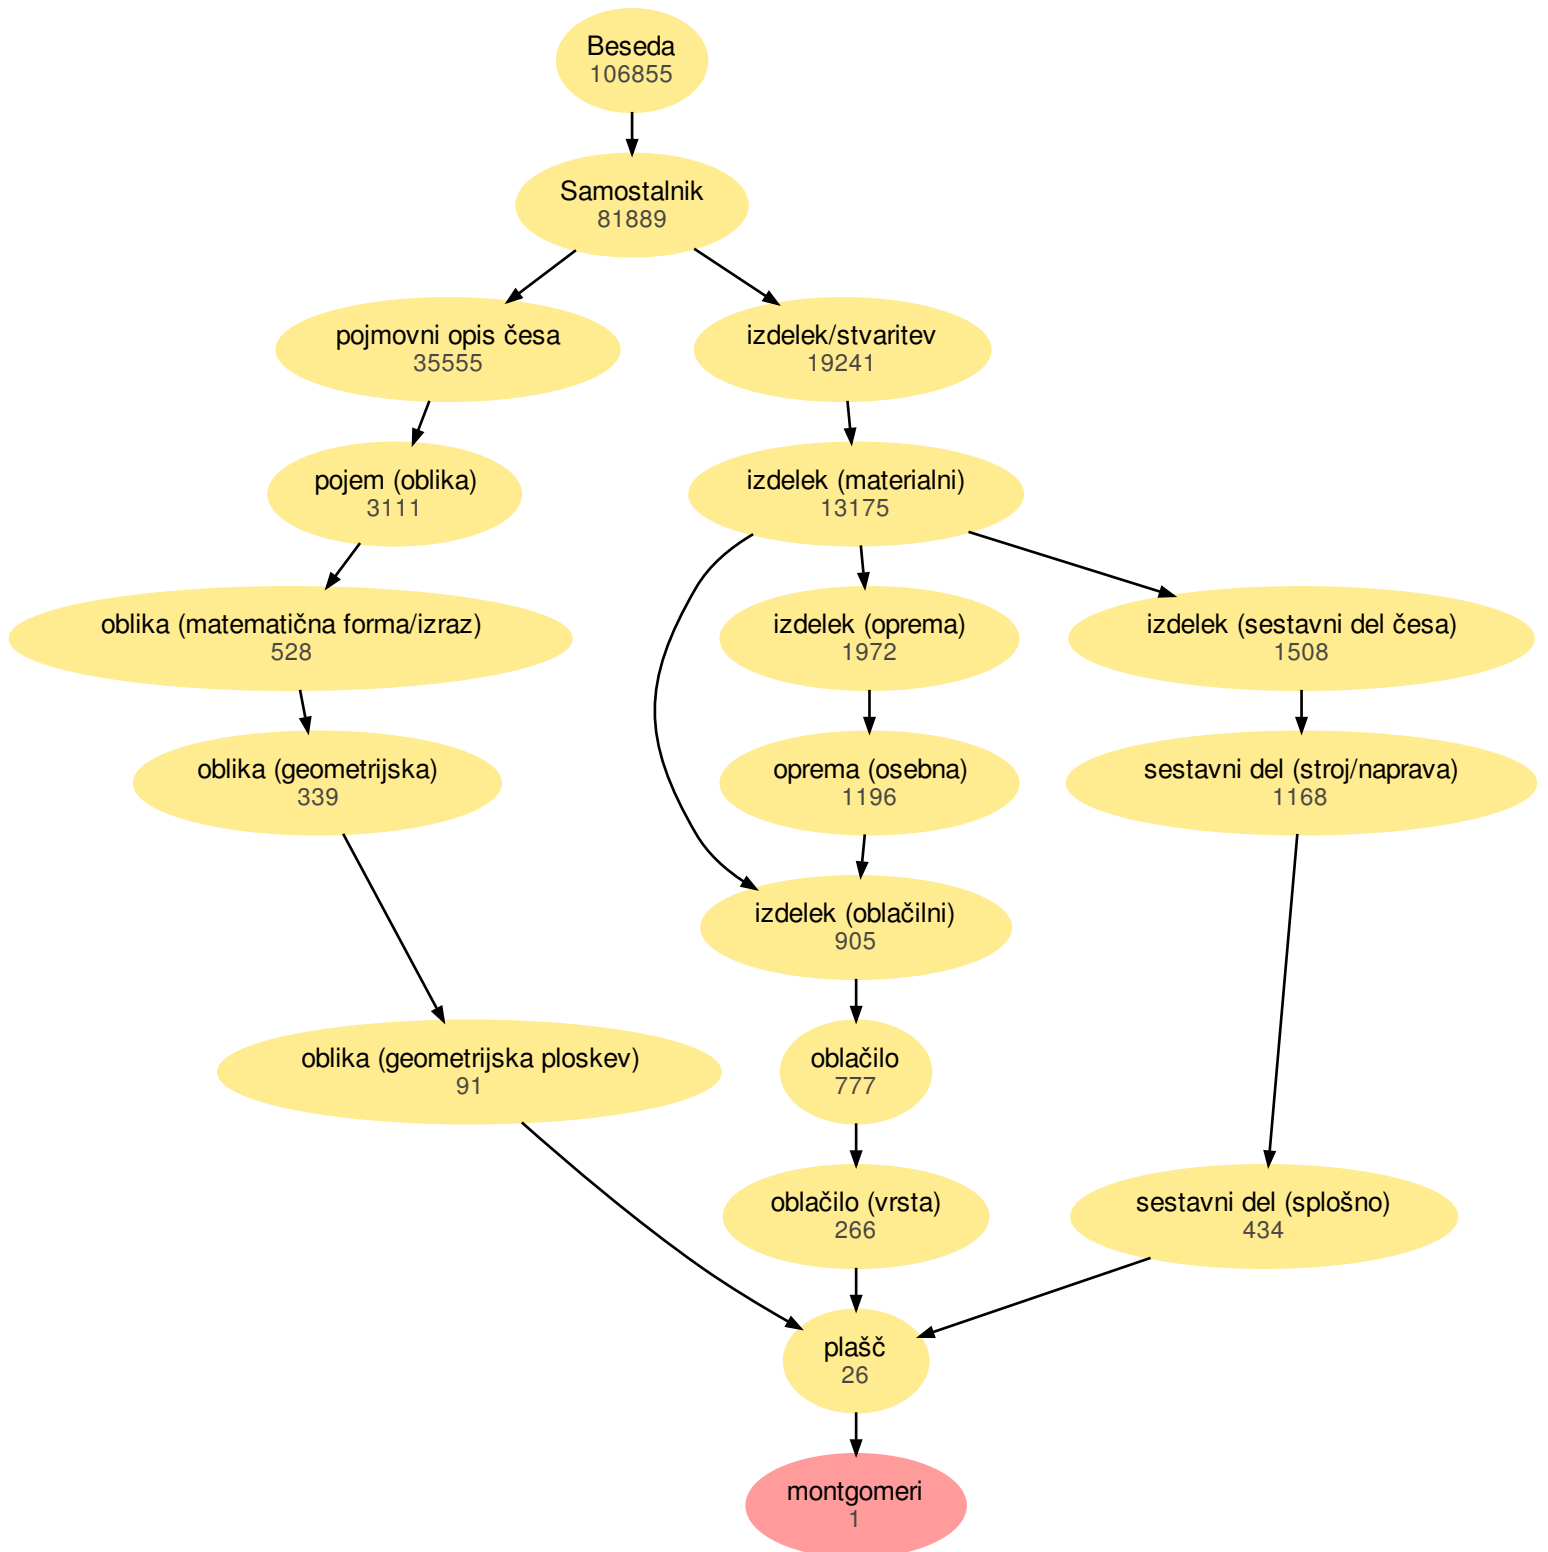 Beseda
106855
Samostalnik
81889
pojmovni opis česa
35555
izdelek/stvaritev
19241
pojem (oblika)
3111
izdelek (materialni)
13175
oblika (matematična forma/izraz)
528
izdelek (oprema)
1972
izdelek (sestavni del česa)
1508
oblika (geometrijska)
339
oprema (osebna)
1196
sestavni del (stroj/naprava)
1168
izdelek (oblačilni)
905
oblika (geometrijska ploskev)
91
oblačilo
777
oblačilo (vrsta)
266
sestavni del (splošno)
434
plašč
26
montgomeri
1